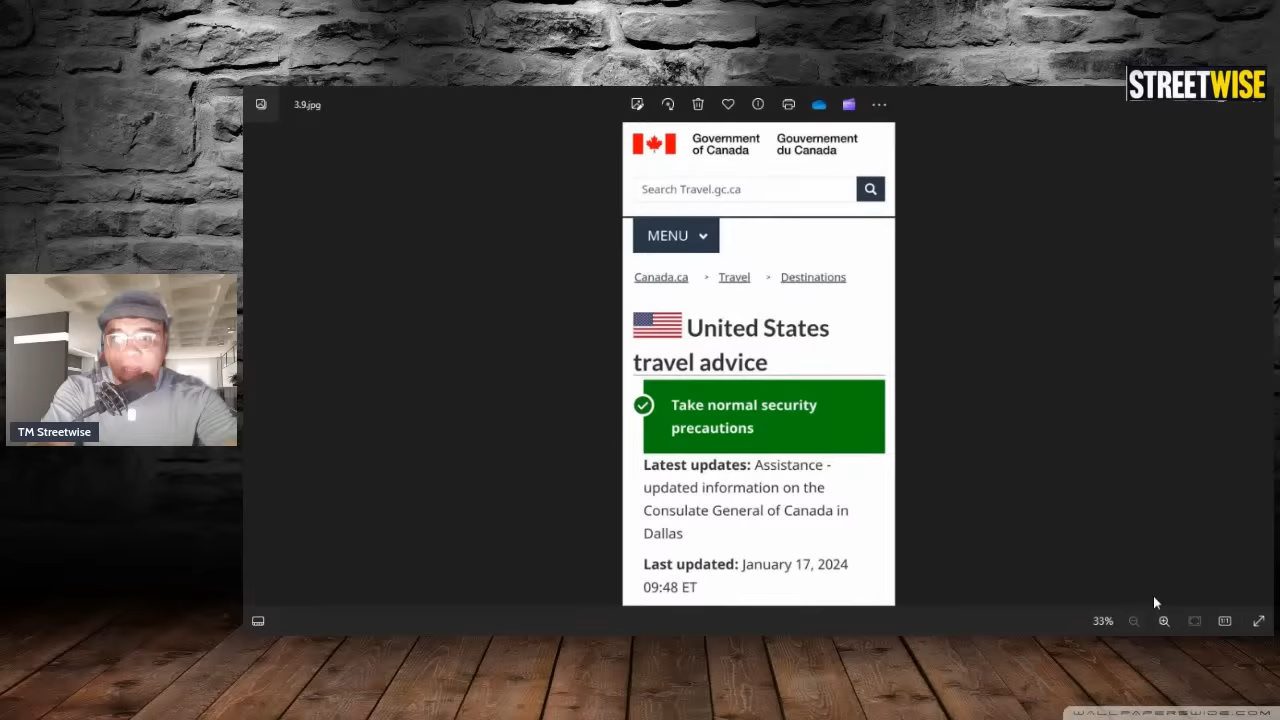 STREETWISE
3.9.jpg
Government of Canada
Gouvernement du Canada
Search Travel.gc.ca
MENU
Canada.ca > Travel > Destinations
United States
travel advice
Take normal security
precautions
Latest updates: Assistance -
updated information on the
Consulate General of Canada in
Dallas
Last updated: January 17, 2024
09:48 ET
TM Streetwise
33%
WALLPAPERSWIDE.COM